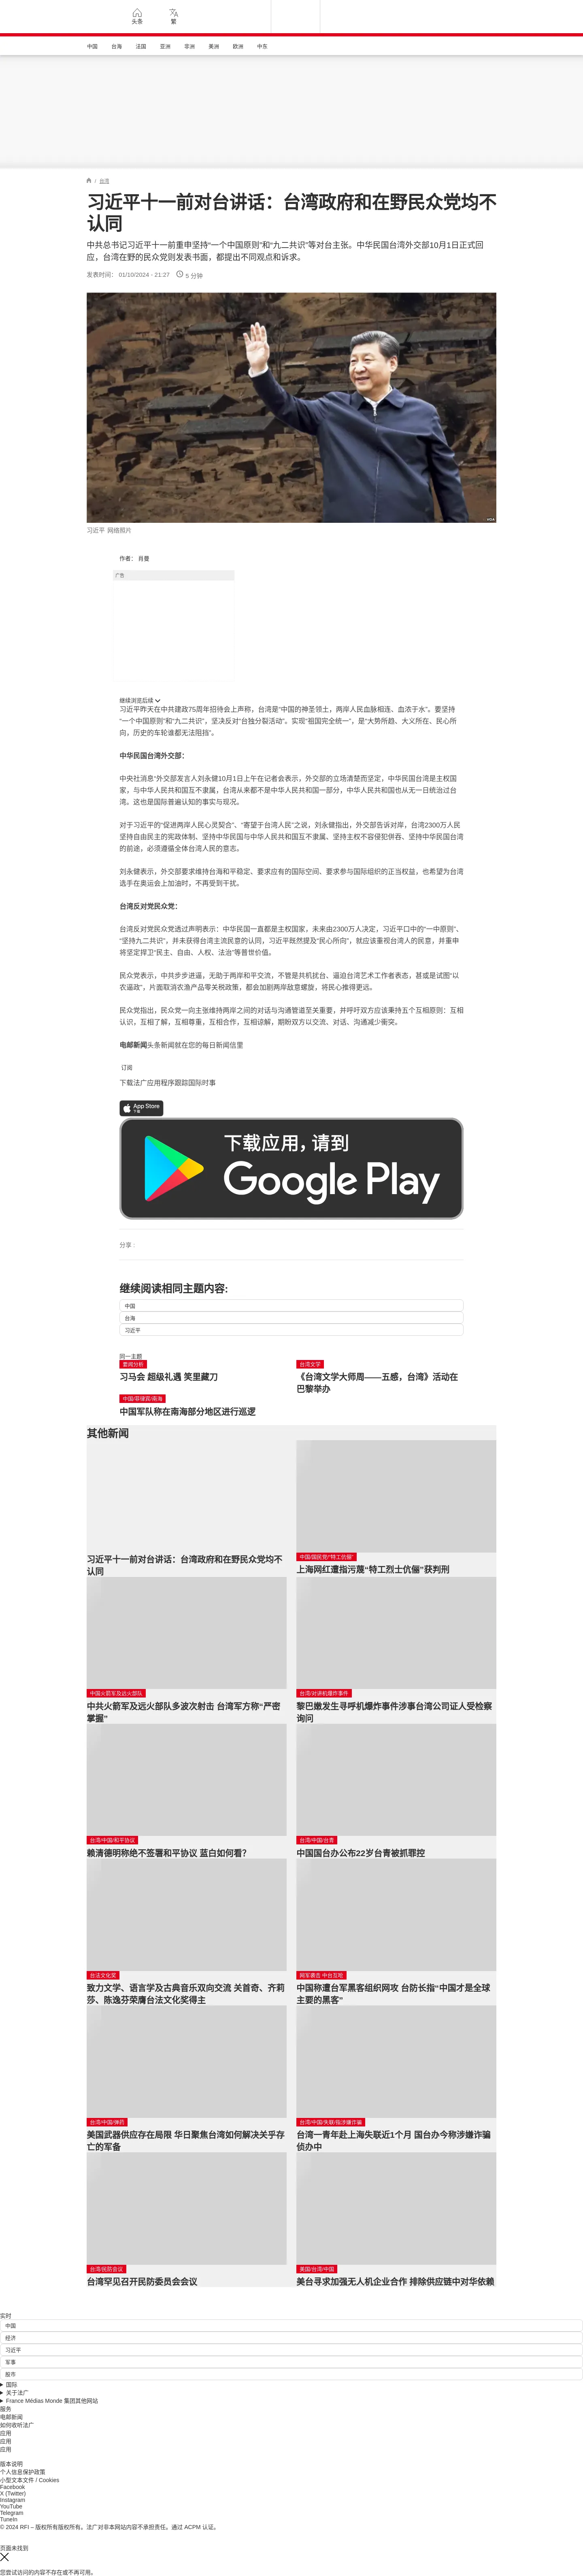 头条
繁
中国
台海
法国
亚洲
非洲
美洲
欧洲
中东
/ 台湾
习近平十一前对台讲话：台湾政府和在野民众党均不
认同
中共总书记习近平十一前重申坚持“一个中国原则”和“九二共识”等对台主张。中华民国台湾外交部10月1日正式回
应，台湾在野的民众党则发表书面，都提出不同观点和诉求。
发表时间： 01/10/2024 - 21:27 5 分钟
习近平 网络照片
作者： 肖曼
广告
继续浏览后续
习近平昨天在中共建政75周年招待会上声称，台湾是“中国的神圣领土，两岸人民血脉相连、血浓于水”。要坚持
“一个中国原则”和“九二共识”，坚决反对“台独分裂活动”。实现“祖国完全统一”，是“大势所趋、大义所在、民心所
向，历史的车轮谁都无法阻挡”。
中华民国台湾外交部：
中央社消息“外交部发言人刘永健10月1日上午在记者会表示，外交部的立场清楚而坚定，中华民国台湾是主权国
家，与中华人民共和国互不隶属，台湾从来都不是中华人民共和国一部分，中华人民共和国也从无一日统治过台
湾。这也是国际普遍认知的事实与现况。
对于习近平的“促进两岸人民心灵契合”、“寄望于台湾人民”之说，刘永健指出，外交部告诉对岸，台湾2300万人民
坚持自由民主的宪政体制、坚持中华民国与中华人民共和国互不隶属、坚持主权不容侵犯併吞、坚持中华民国台湾
的前途，必须遵循全体台湾人民的意志。
刘永健表示，外交部要求维持台海和平稳定、要求应有的国际空间、要求参与国际组织的正当权益，也希望为台湾
选手在奥运会上加油时，不再受到干扰。
台湾反对党民众党：
台湾反对党民众党透过声明表示：中华民国一直都是主权国家，未来由2300万人决定，习近平口中的“一中原则”、
“坚持九二共识”，并未获得台湾主流民意的认同，习近平既然提及“民心所向”，就应该重视台湾人的民意，并重申
将坚定捍卫“民主、自由、人权、法治”等普世价值。
民众党表示，中共步步进逼，无助于两岸和平交流，不管是共机扰台、逼迫台湾艺术工作者表态，甚或是试图“以
农逼政”，片面取消农渔产品零关税政策，都会加剧两岸敌意螺旋，将民心推得更远。
民众党指出，民众党一向主张维持两岸之间的对话与沟通管道至关重要，并呼吁双方应该秉持五个互相原则：互相
认识，互相了解，互相尊重，互相合作，互相谅解，期盼双方以交流、对话、沟通减少衝突。
电邮新闻头条新闻就在您的每日新闻信里
订阅
下载法广应用程序跟踪国际时事
App Store
下载应用，请到
Google Play
分享 :
继续阅读相同主题内容:
中国
台海
习近平
同一主题
要闻分析
习马会 超级礼遇 笑里藏刀
台湾文学
《台湾文学大师周——五感，台湾》活动在
巴黎举办
中国/菲律宾/南海
中国军队称在南海部分地区进行巡逻
其他新闻
习近平十一前对台讲话：台湾政府和在野民众党均不
认同
中国/国民党/“特工伉俪”
上海网红遭指污蔑“特工烈士伉俪”获判刑
中国火箭军及远火部队
中共火箭军及远火部队多波次射击 台湾军方称“严密
掌握”
台湾/对讲机爆炸事件
黎巴嫩发生寻呼机爆炸事件涉事台湾公司证人受检察
询问
台湾/中国/和平协议
赖清德明称绝不签署和平协议 蓝白如何看？
台湾/中国/台青
中国国台办公布22岁台青被抓罪控
台法文化奖
致力文学、语言学及古典音乐双向交流 关首奇、齐莉
莎、陈逸芬荣膺台法文化奖得主
网军袭击 中台互呛
中国称遭台军黑客组织网攻 台防长指“中国才是全球
主要的黑客”
台湾/中国/弹药
美国武器供应存在局限 华日聚焦台湾如何解决关乎存
亡的军备
台湾/中国/失联/指涉嫌诈骗
台湾一青年赴上海失联近1个月 国台办今称涉嫌诈骗
侦办中
台湾/民防会议
台湾罕见召开民防委员会会议
美国/台湾/中国
美台寻求加强无人机企业合作 排除供应链中对华依赖
实时
中国
经济
习近平
军事
股市
国际
关于法广
France Médias Monde 集团其他网站
服务
电邮新闻
如何收听法广
应用
应用
应用
版本说明
个人信息保护政策
小型文本文件 / Cookies
Facebook
X (Twitter)
Instagram
YouTube
Telegram
TuneIn
© 2024 RFI – 版权所有版权所有。法广对非本网站内容不承担责任。通过 ACPM 认证。
页面未找到
您尝试访问的内容不存在或不再可用。